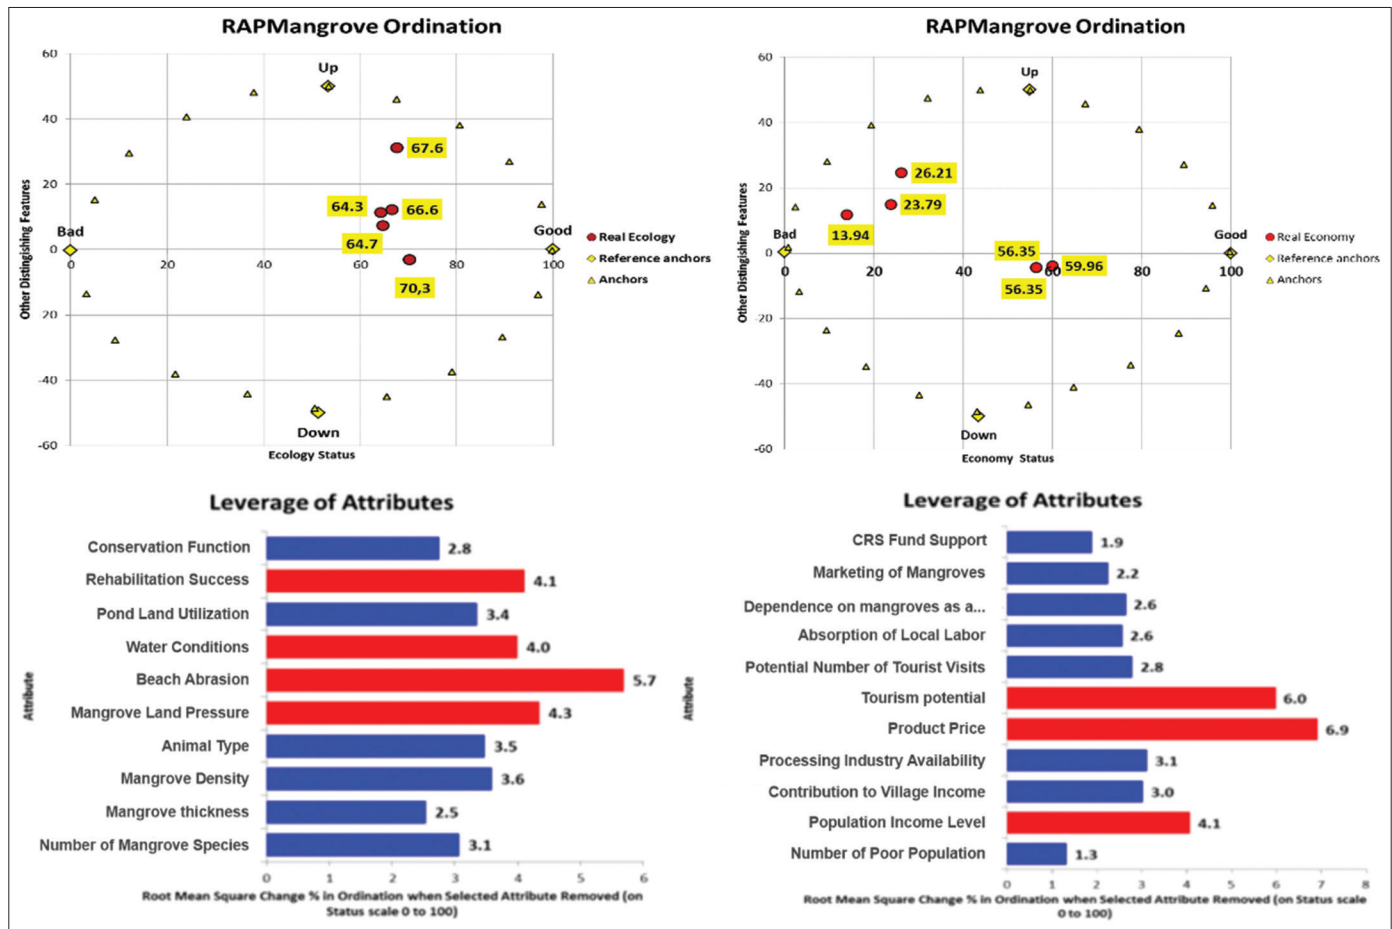 RAPMangrove Ordination
60
40
20
0
-20
-40
-60
0
20
40
60
80
100
Up
Bad
Good
Down
67.6
64.3
66.6
64.7
70,3
Other Distingishing Features
Ecology Status
Real Ecology
Reference anchors
Anchors
RAPMangrove Ordination
60
40
20
0
-20
-40
-60
0
20
40
60
80
100
Up
Bad
Good
Down
26.21
23.79
13.94
56.35
59.96
56.35
Other Distingishing Features
Economy Status
Real Economy
Reference anchors
Anchors
Leverage of Attributes
Attribute
Conservation Function
2.8
Rehabilitation Success
4.1
Pond Land Utilization
3.4
Water Conditions
4.0
Beach Abrasion
5.7
Mangrove Land Pressure
4.3
Animal Type
3.5
Mangrove Density
3.6
Mangrove thickness
2.5
Number of Mangrove Species
3.1
0 1 2 3 4 5 6
Root Mean Square Change % in Ordination when Selected Attribute Removed (on
Status scale 0 to 100)
Leverage of Attributes
Attribute
CRS Fund Support
1.9
Marketing of Mangroves
2.2
Dependence on mangroves as a...
2.6
Absorption of Local Labor
2.6
Potential Number of Tourist Visits
2.8
Tourism potential
6.0
Product Price
6.9
Processing Industry Availability
3.1
Contribution to Village Income
3.0
Population Income Level
4.1
Number of Poor Population
1.3
0 1 2 3 4 5 6 7 8
Root Mean Square Change % in Ordination when Selected Attribute Removed (on Status scale
0 to 100)